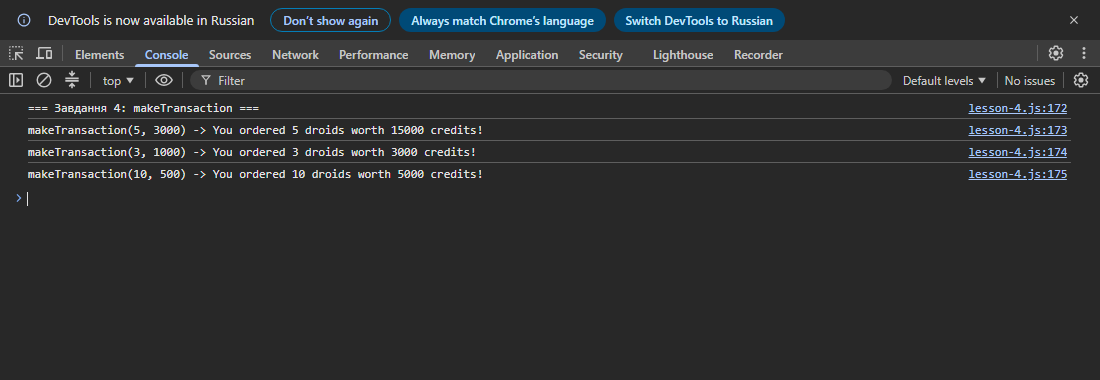 DevTools is now available in Russian Don't show again Always match Chrome's language Switch DevTools to Russian
Elements Console Sources Network Performance Memory Application Security Lighthouse Recorder
top Filter Default levels No issues
=== Завдання 4: makeTransaction === lesson-4.js:172
makeTransaction(5, 3000) -> You ordered 5 droids worth 15000 credits! lesson-4.js:173
makeTransaction(3, 1000) -> You ordered 3 droids worth 3000 credits! lesson-4.js:174
makeTransaction(10, 500) -> You ordered 10 droids worth 5000 credits! lesson-4.js:175